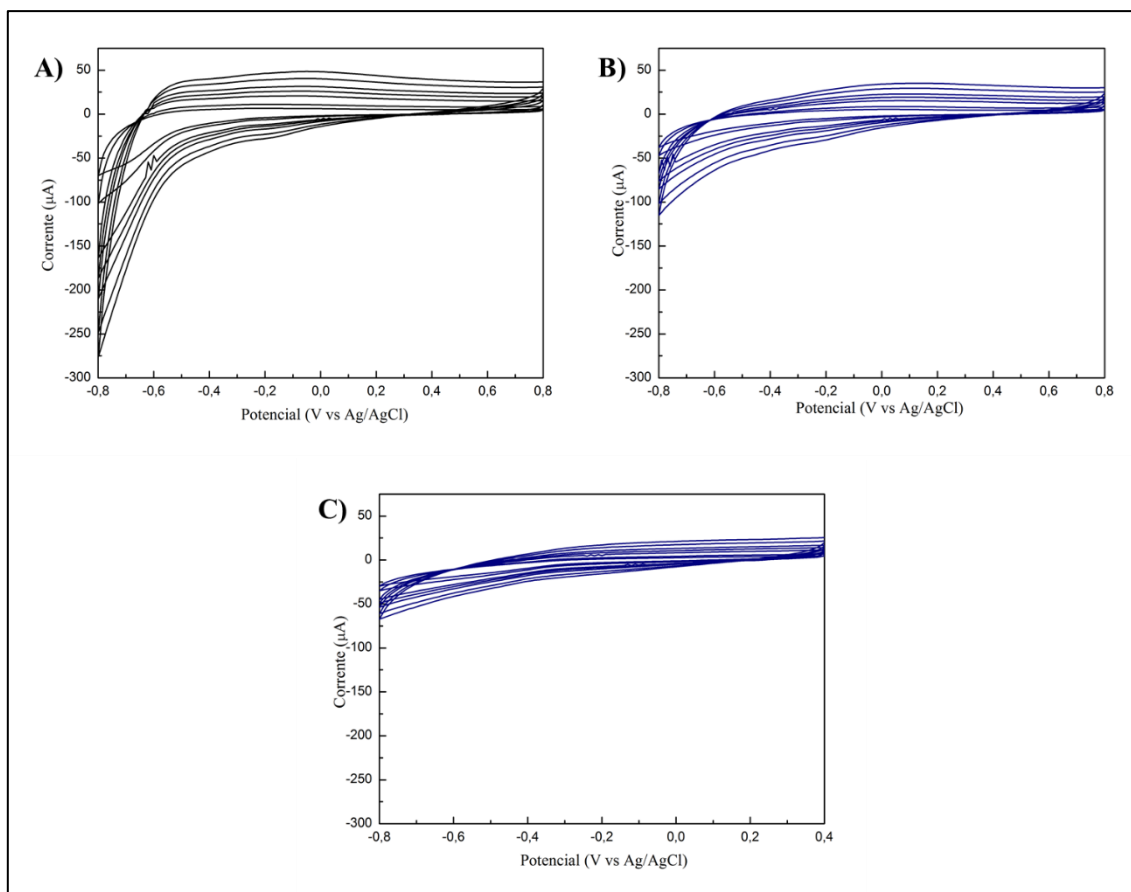 A)
50
0
-50
-100
-150
-200
-250
-300
Corrente (µA)
-0,8 -0,6 -0,4 -0,2 0,0 0,2 0,4 0,6 0,8
Potencial (V vs Ag/AgCl)
B)
50
0
-50
-100
-150
-200
-250
-300
Corrente (µA)
-0,8 -0,6 -0,4 -0,2 0,0 0,2 0,4 0,6 0,8
Potencial (V vs Ag/AgCl)
C)
50
0
-50
-100
-150
-200
-250
-300
Corrente (µA)
-0,8 -0,6 -0,4 -0,2 0,0 0,2 0,4
Potencial (V vs Ag/AgCl)